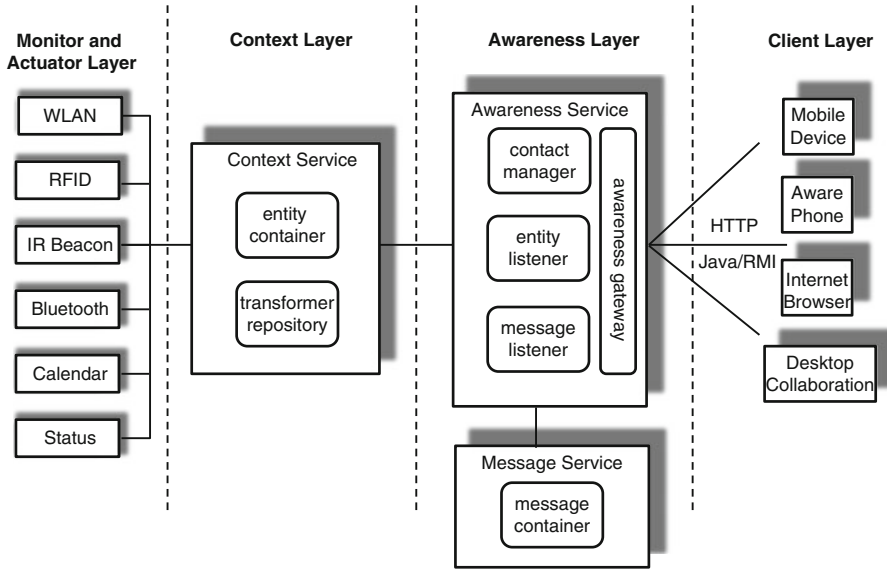 Monitor and
Actuator Layer
WLAN
RFID
IR Beacon
Bluetooth
Calendar
Status
Context Layer
Context Service
entity
container
transformer
repository
Awareness Layer
Awareness Service
contact
manager
entity
listener
message
listener
awareness gateway
Message Service
message
container
Client Layer
HTTP
Java/RMI
Mobile
Device
Aware
Phone
Internet
Browser
Desktop
Collaboration